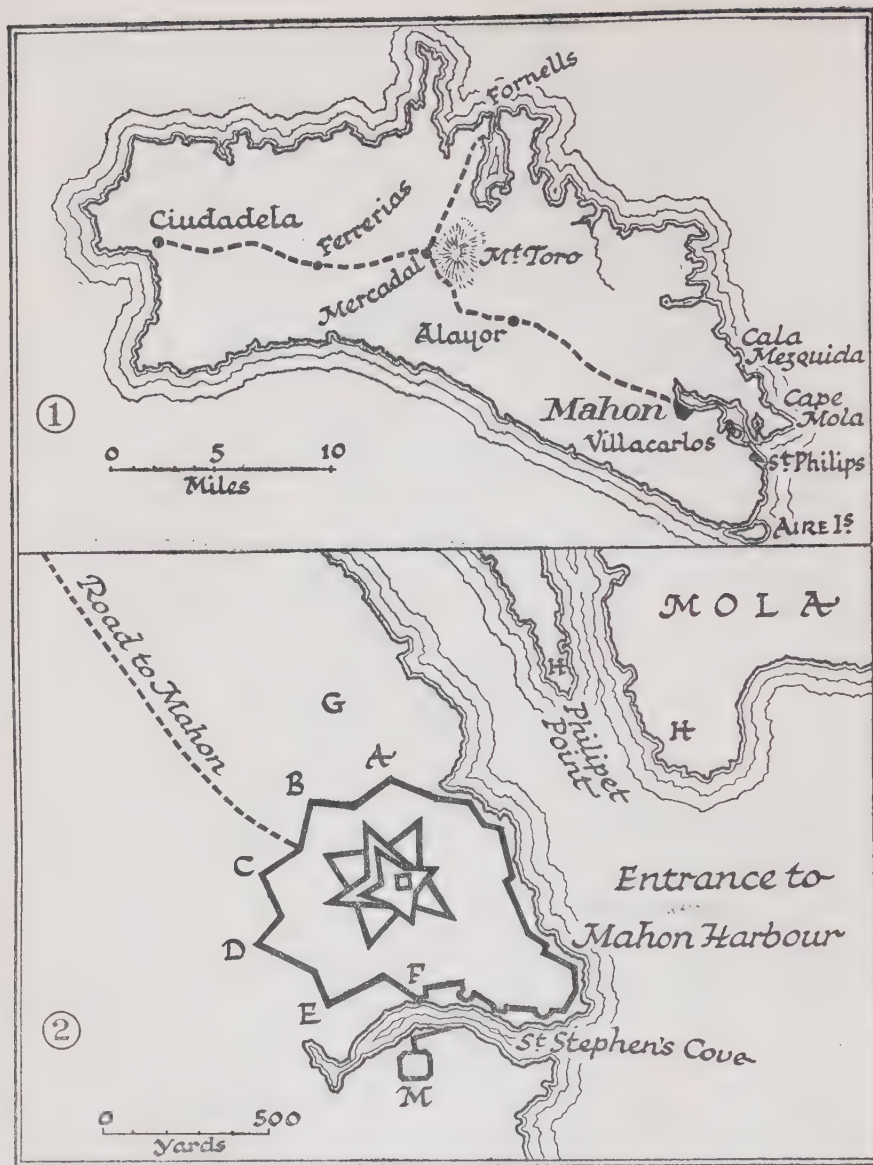 Fornells
Ciudadela
Ferrerias
Mercadal
Mt. Toro
Alayor
Cala
Mezquida
Cape
Mola
Mahon
Villacarlos
St. Philips
AIRE Is.
1
0 5 10
Miles
Road to Mahon
MOLA
G
H
Philipet
Point
H
A
B
C
D
E
F
Entrance to
Mahon Harbour
St. Stephen's Cove
M
2
0 500
yards